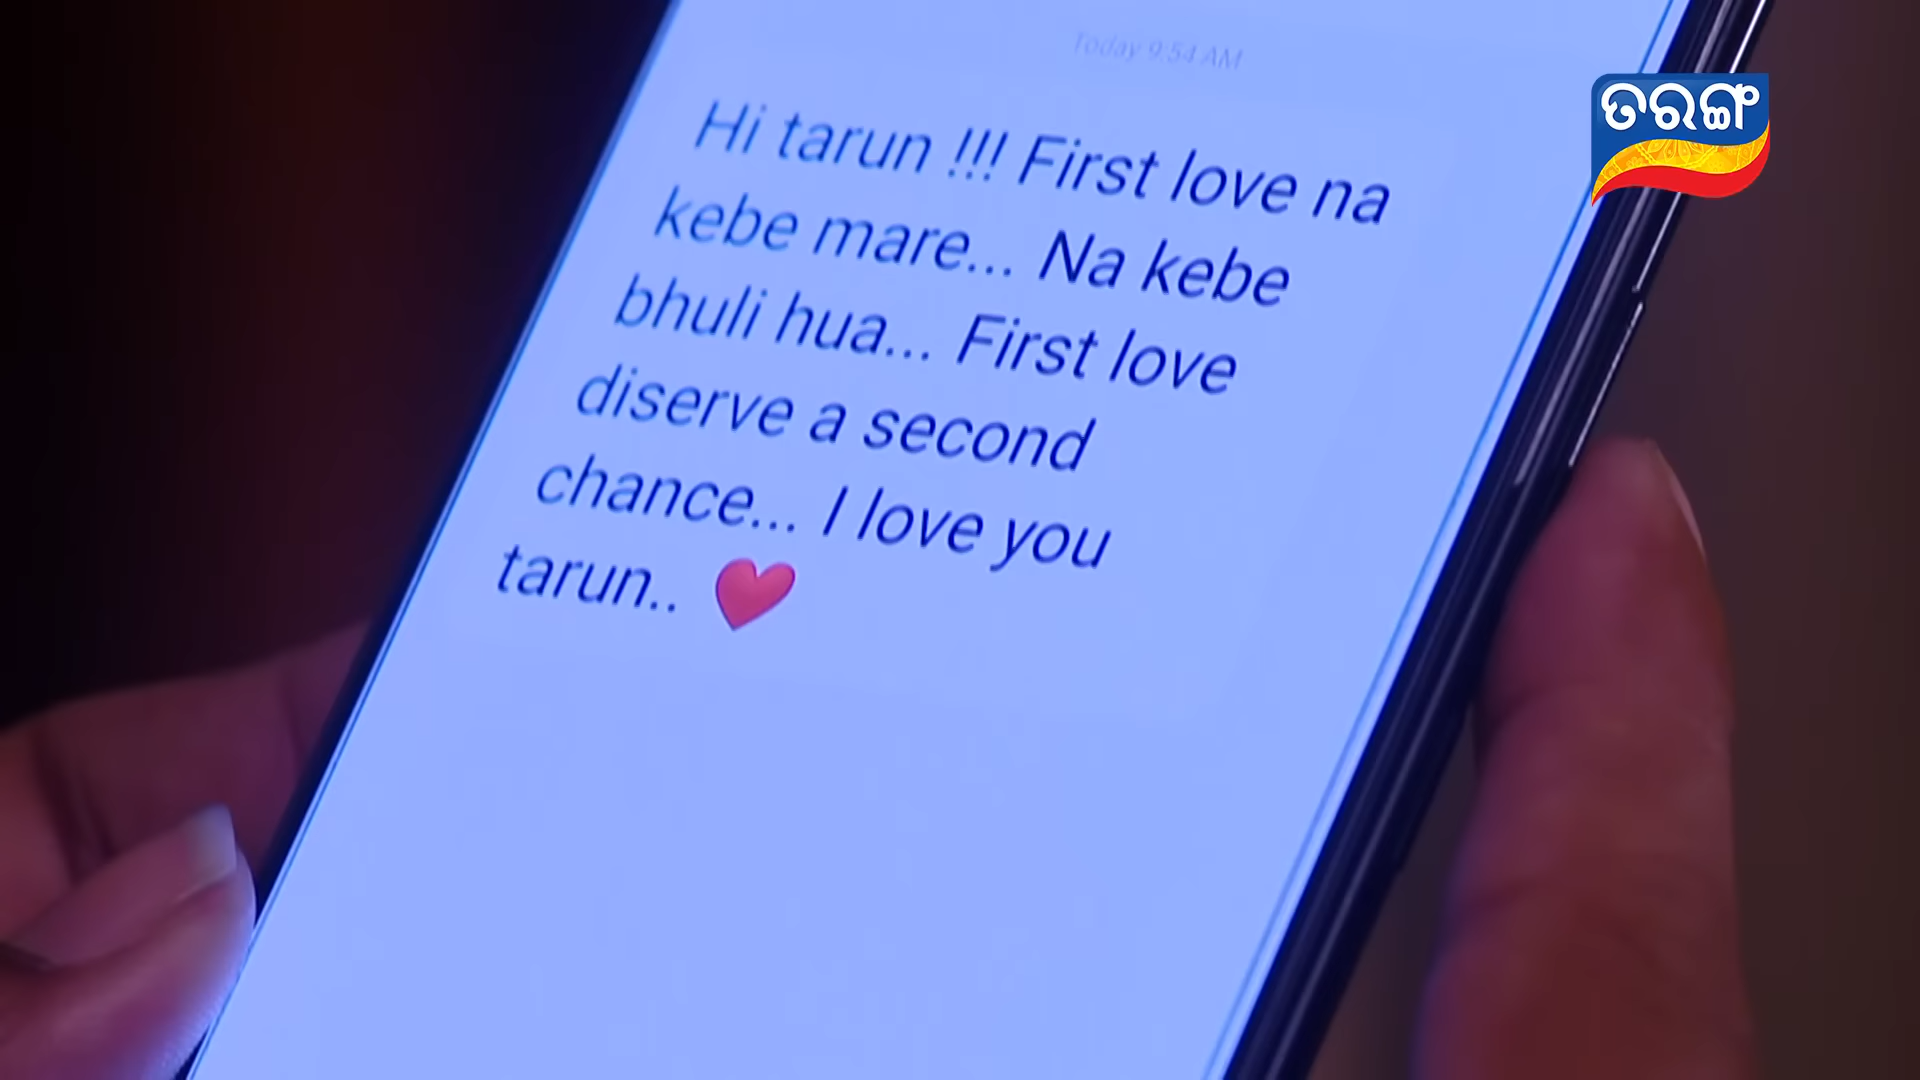 Today 9:54 AM
ତରଙ୍ଗ
Hi tarun !!! First love na
kebe mare... Na kebe
bhuli hua... First love
diserve a second
chance... I love you
tarun.. ❤️